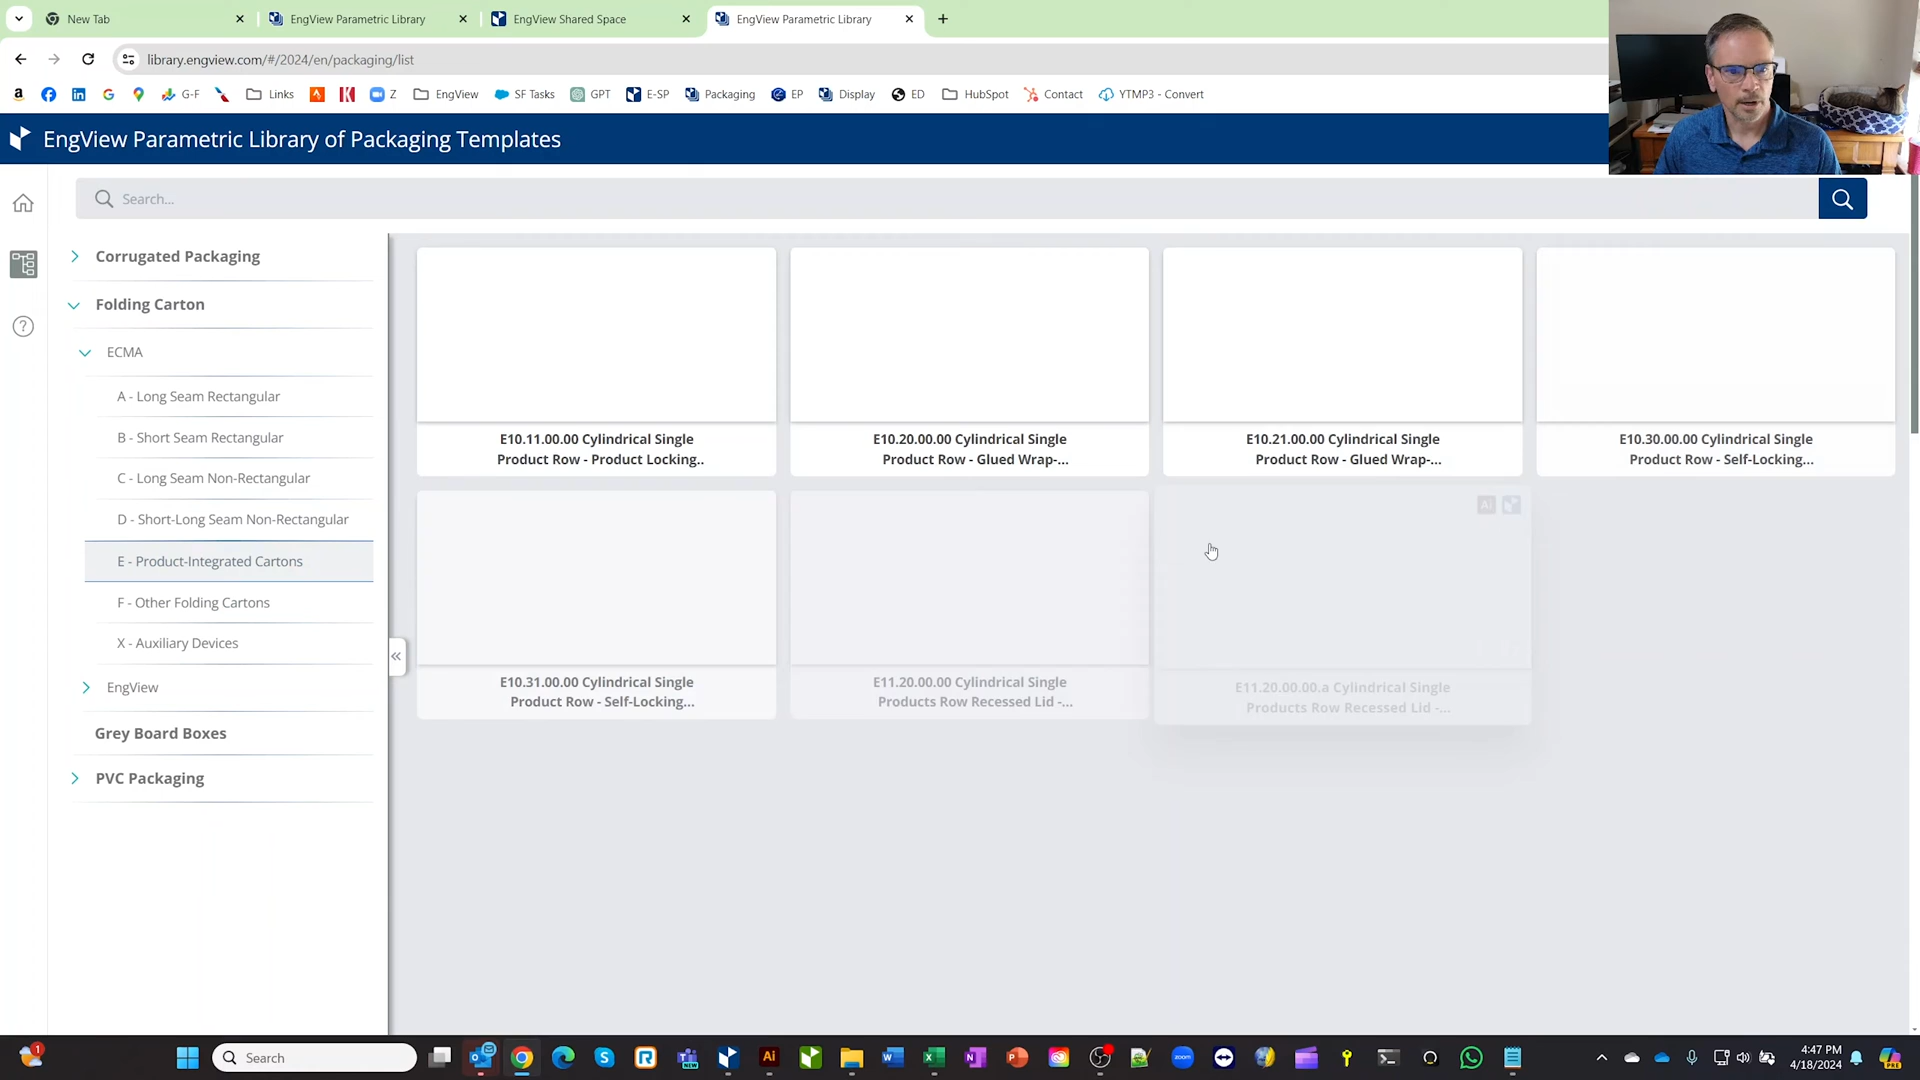 New Tab
EngView Parametric Library
EngView Shared Space
EngView Parametric Library
library.engview.com/#/2024/en/packaging/list
G-F
Links
Z
EngView
SF Tasks
GPT
E-SP
Packaging
EP
Display
ED
HubSpot
Contact
YTMP3 - Convert
EngView Parametric Library of Packaging Templates
Search...
Corrugated Packaging
Folding Carton
ECMA
A - Long Seam Rectangular
B - Short Seam Rectangular
C - Long Seam Non-Rectangular
D - Short-Long Seam Non-Rectangular
E - Product-Integrated Cartons
F - Other Folding Cartons
X - Auxiliary Devices
EngView
Grey Board Boxes
PVC Packaging
E10.11.00.00 Cylindrical Single
Product Row - Product Locking..
E10.20.00.00 Cylindrical Single
Product Row - Glued Wrap-...
E10.21.00.00 Cylindrical Single
Product Row - Glued Wrap-...
E10.30.00.00 Cylindrical Single
Product Row - Self-Locking...
E10.31.00.00 Cylindrical Single
Product Row - Self-Locking...
E11.20.00.00 Cylindrical Single
Products Row Recessed Lid -...
Ai
E11.20.00.00.a Cylindrical Single
Products Row Recessed Lid -...
1
Search
Ai
zoom
4:47 PM
4/18/2024
PRE